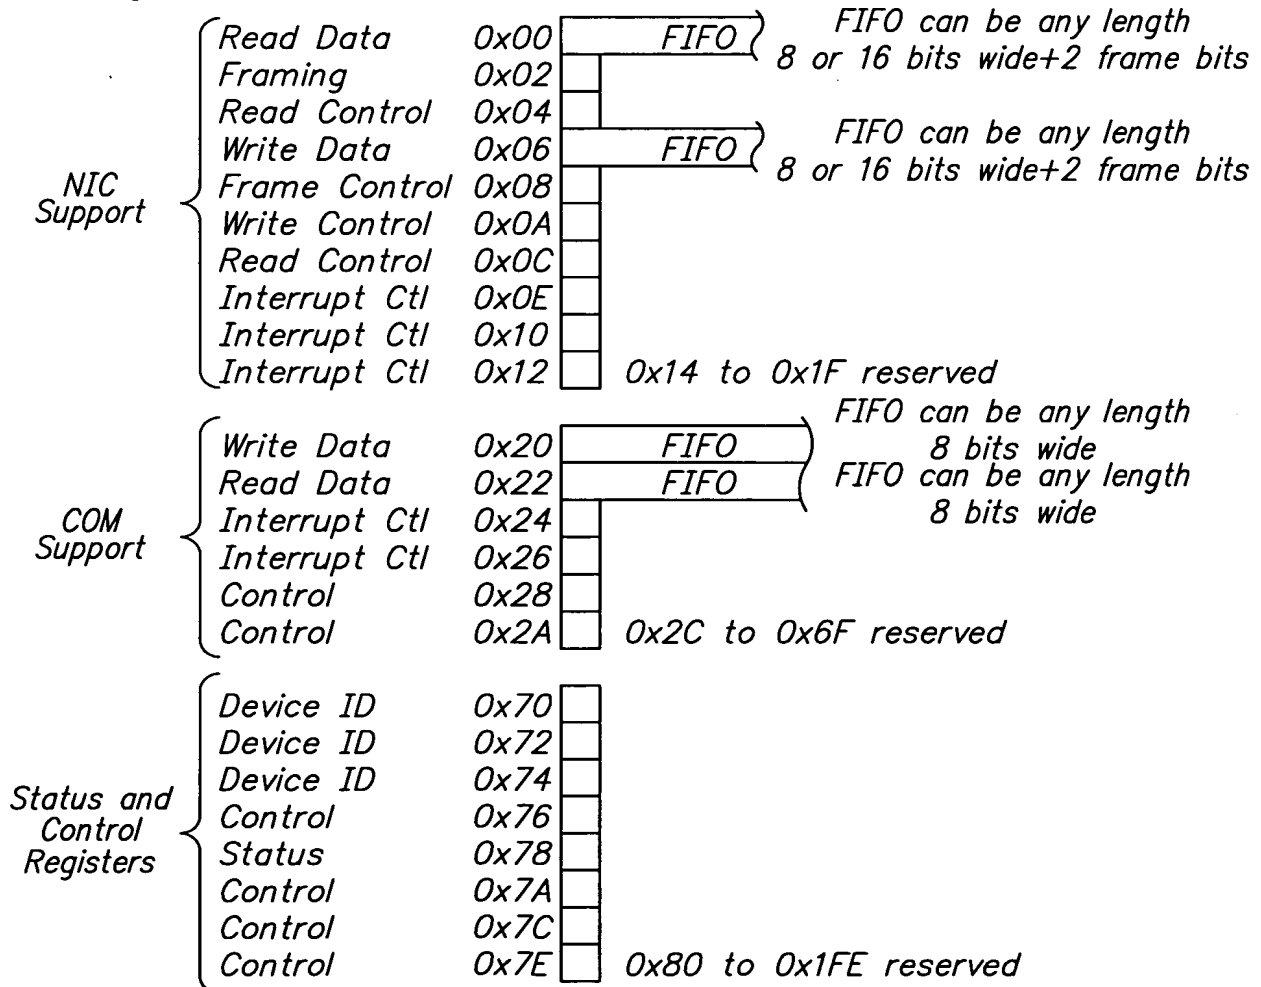 Read Data 0x00 FIFO FIFO can be any length
8 or 16 bits wide+2 frame bits
Framing 0x02
Read Control 0x04
Write Data 0x06 FIFO FIFO can be any length
8 or 16 bits wide+2 frame bits
NIC
Support
Frame Control 0x08
Write Control 0x0A
Read Control 0x0C
Interrupt Ctl 0x0E
Interrupt Ctl 0x10
Interrupt Ctl 0x12 0x14 to 0x1F reserved
Write Data 0x20 FIFO FIFO can be any length
8 bits wide
Read Data 0x22 FIFO FIFO can be any length
8 bits wide
COM
Support
Interrupt Ctl 0x24
Interrupt Ctl 0x26
Control 0x28
Control 0x2A 0x2C to 0x6F reserved
Status and
Control
Registers
Device ID 0x70
Device ID 0x72
Device ID 0x74
Control 0x76
Status 0x78
Control 0x7A
Control 0x7C
Control 0x7E 0x80 to 0x1FE reserved